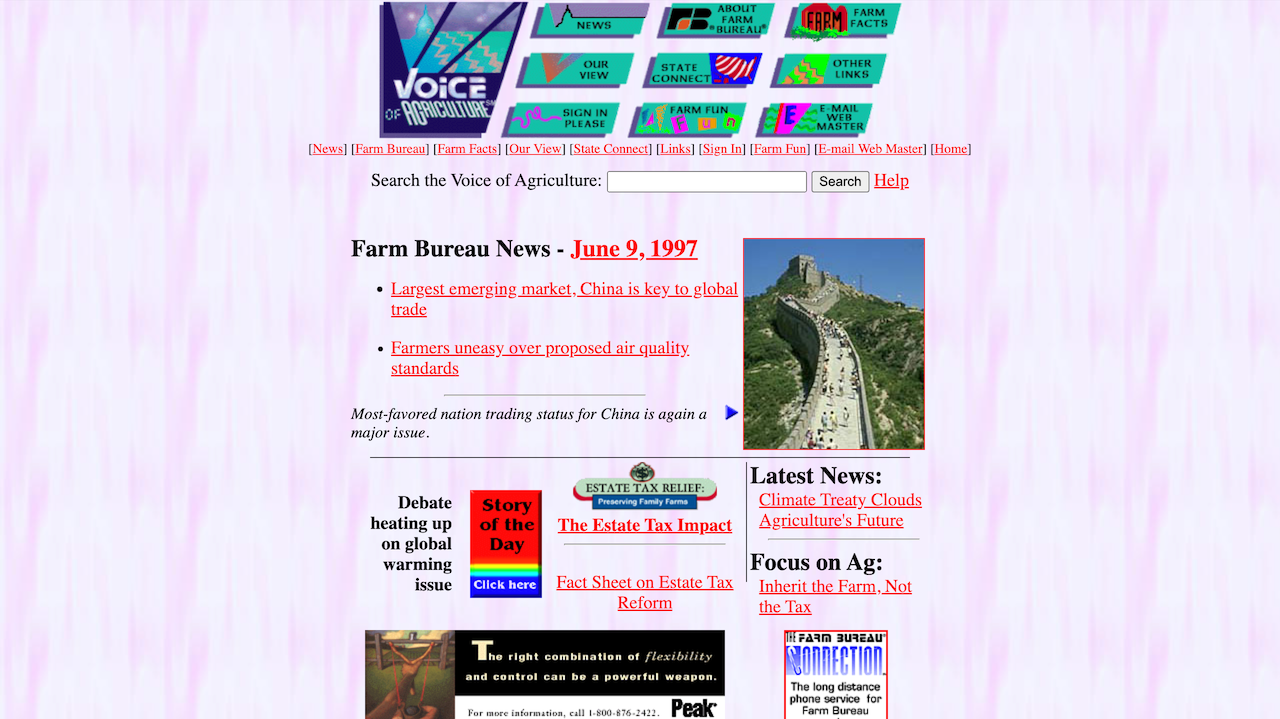 VOiCE
OF AGRiCULTURE
SM
NEWS
ABOUT
FARM
BUREAU®
FARM
FARM
FACTS
OUR
VIEW
STATE
CONNECT
OTHER
LINKS
SIGN IN
PLEASE
FARM FUN
Fun
E
E-MAIL
WEB
MASTER
[News] [Farm Bureau] [Farm Facts] [Our View] [State Connect] [Links] [Sign In] [Farm Fun] [E-mail Web Master] [Home]
Search the Voice of Agriculture: Search Help
Farm Bureau News - June 9, 1997
• Largest emerging market, China is key to global
trade
• Farmers uneasy over proposed air quality
standards
Most-favored nation trading status for China is again a
major issue.
Debate
heating up
on global
warming
issue
Story
of the
Day
Click here
ESTATE TAX RELIEF:
Preserving Family Farms
The Estate Tax Impact
Fact Sheet on Estate Tax
Reform
Latest News:
Climate Treaty Clouds
Agriculture's Future
Focus on Ag:
Inherit the Farm, Not
the Tax
The right combination of flexibility
and control can be a powerful weapon.
For more information, call 1-800-876-2422. Peak
THE FARM BUREAU®
CONNECTION
The long distance
phone service for
Farm Bureau